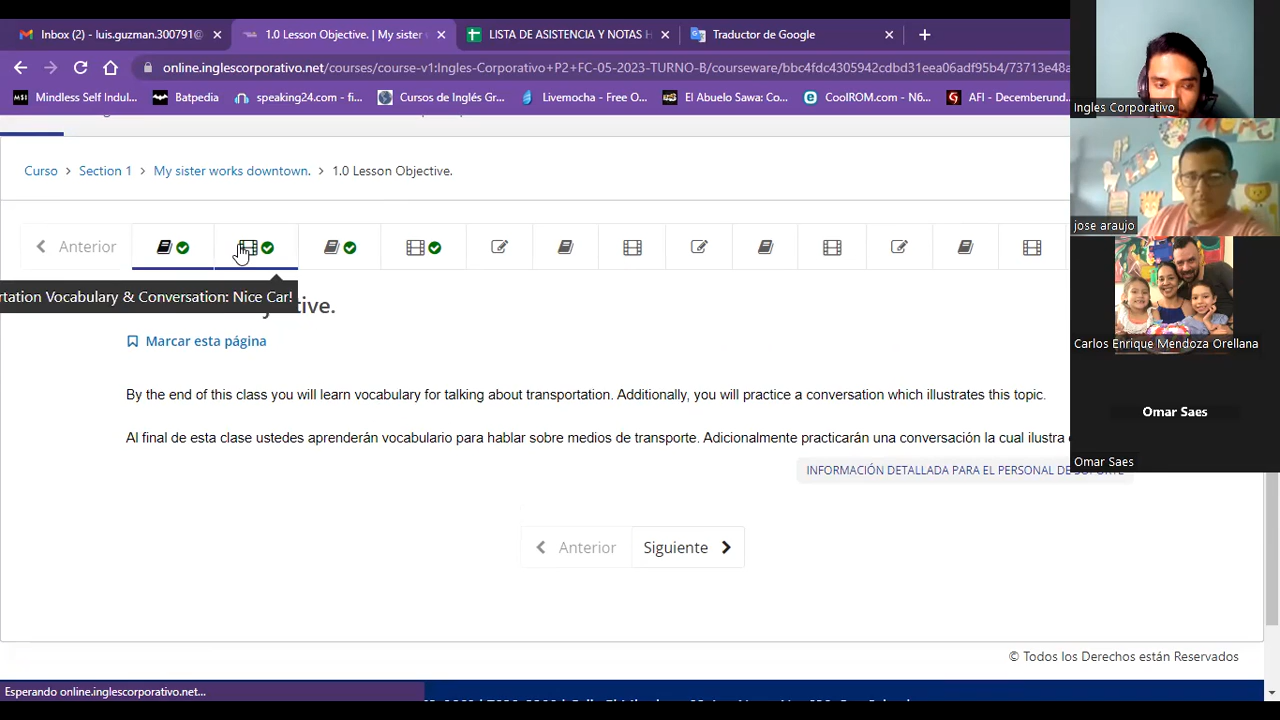 Inbox (2) - luis.guzman.300791@
1.0 Lesson Objective. | My sister
LISTA DE ASISTENCIA Y NOTAS H
Traductor de Google
online.inglescorporativo.net/courses/course-v1:Ingles-Corporativo+P2+FC-05-2023-TURNO-B/courseware/bbc4fdc4305942cdbd31eea06adf95b4/73713e48a
Mindless Self Indul...
Batpedia
speaking24.com - fi...
Cursos de Inglés Gr...
Livemocha - Free O...
El Abuelo Sawa: Co...
CoolROM.com - N6...
AFI - Decemberund
Ingles Corporativo
jose araujo
Carlos Enrique Mendoza Orellana
Omar Saes
Omar Saes
Curso > Section 1 > My sister works downtown. > 1.0 Lesson Objective.
Anterior
rtation Vocabulary & Conversation: Nice Car!
tive.
Marcar esta página
By the end of this class you will learn vocabulary for talking about transportation. Additionally, you will practice a conversation which illustrates this topic.
Al final de esta clase ustedes aprenderán vocabulario para hablar sobre medios de transporte. Adicionalmente practicarán una conversación la cual ilustra
INFORMACIÓN DETALLADA PARA EL PERSONAL DE SOPORTE
Anterior
Siguiente
© Todos los Derechos están Reservados
Esperando online.inglescorporativo.net...